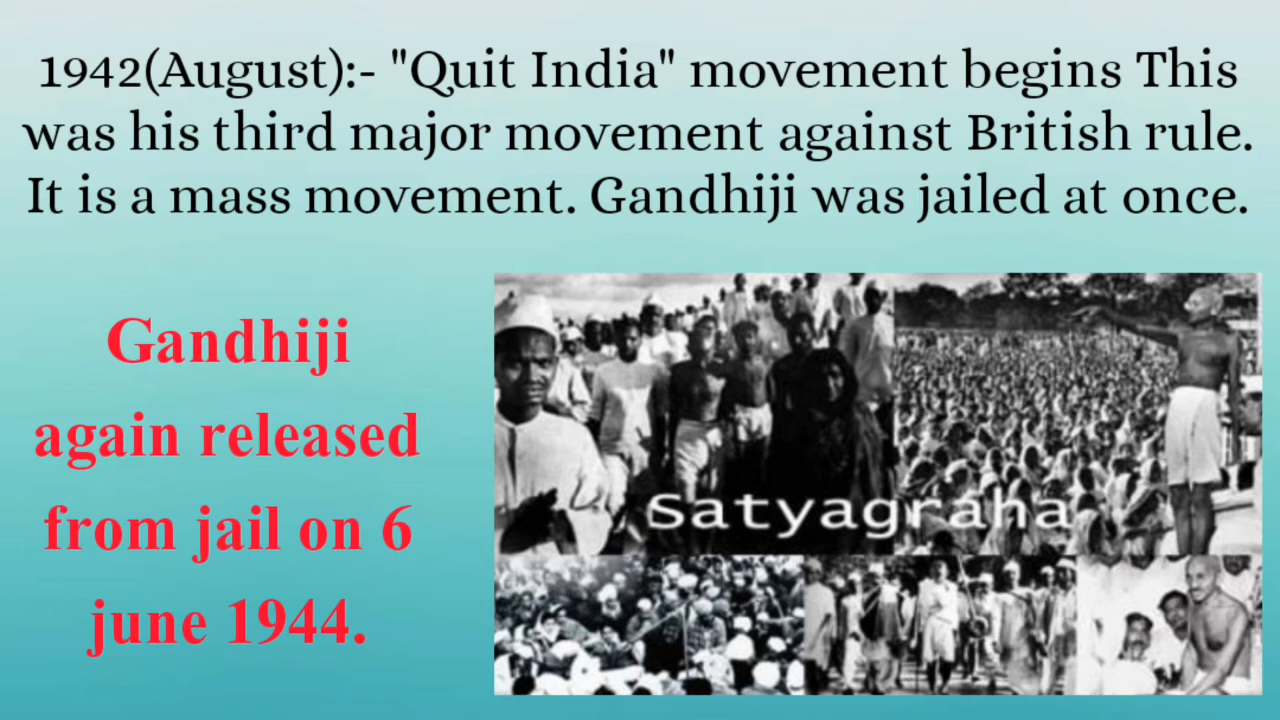 1942(August):- "Quit India" movement begins This
was his third major movement against British rule.
It is a mass movement. Gandhiji was jailed at once.
Gandhiji
again released
from jail on 6
june 1944.
Satyagraha